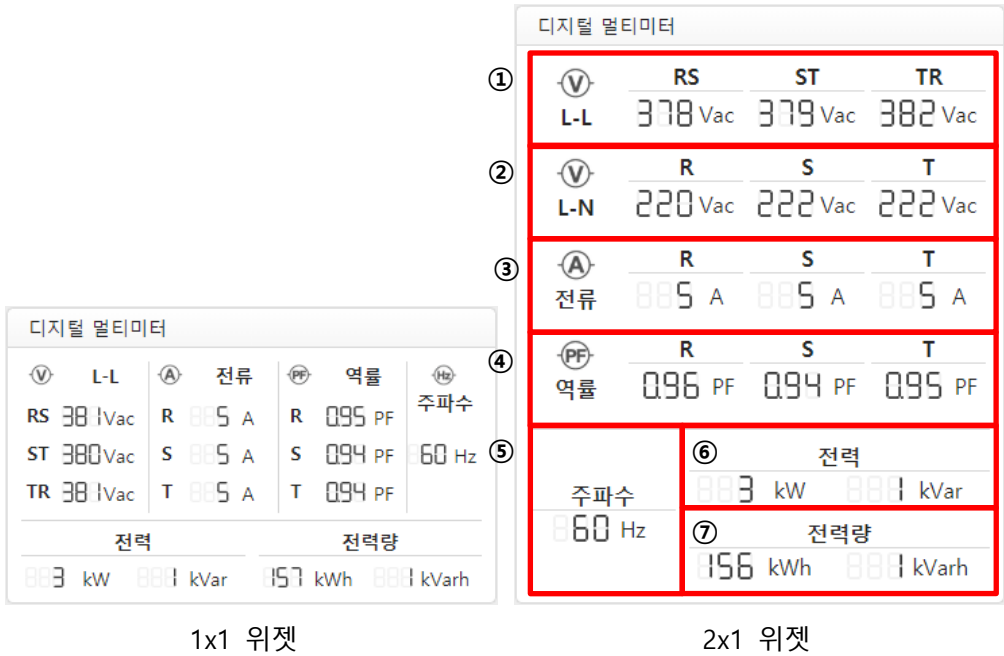 디지털 멀티미터
① V RS ST TR
L-L 378 Vac 379 Vac 382 Vac
② V R S T
L-N 220 Vac 222 Vac 222 Vac
③ A R S T
전류 5 A 5 A 5 A
④ PF R S T
역률 0.96 PF 0.94 PF 0.95 PF
⑤ 주파수
60 Hz
⑥ 전력
3 kW 1 kVar
⑦ 전력량
156 kWh 1 kVarh
2x1 위젯
디지털 멀티미터
V L-L A 전류 PF 역률 Hz
주파수
RS 381 Vac R 5 A R 0.95 PF
ST 380 Vac S 5 A S 0.94 PF 60 Hz
TR 381 Vac T 5 A T 0.94 PF
전력 전력량
3 kW 1 kVar 157 kWh 1 kVarh
1x1 위젯